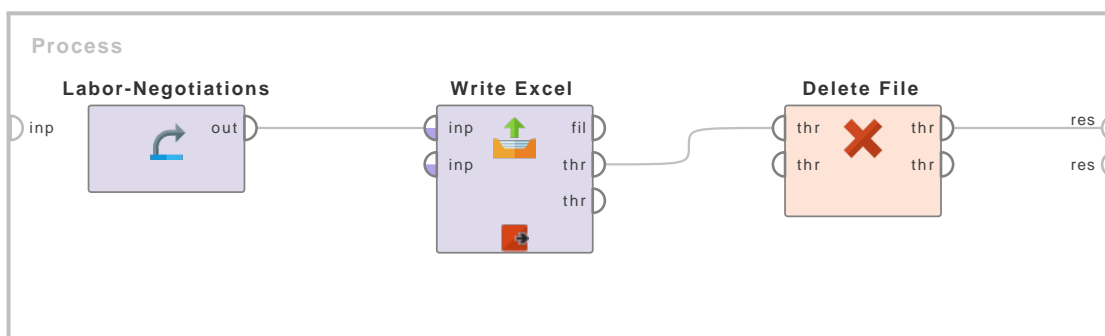 Process
Labor-Negotiations
Write Excel
Delete File
inp
out
inp
fil
thr
thr
res
inp
thr
thr
thr
res
thr